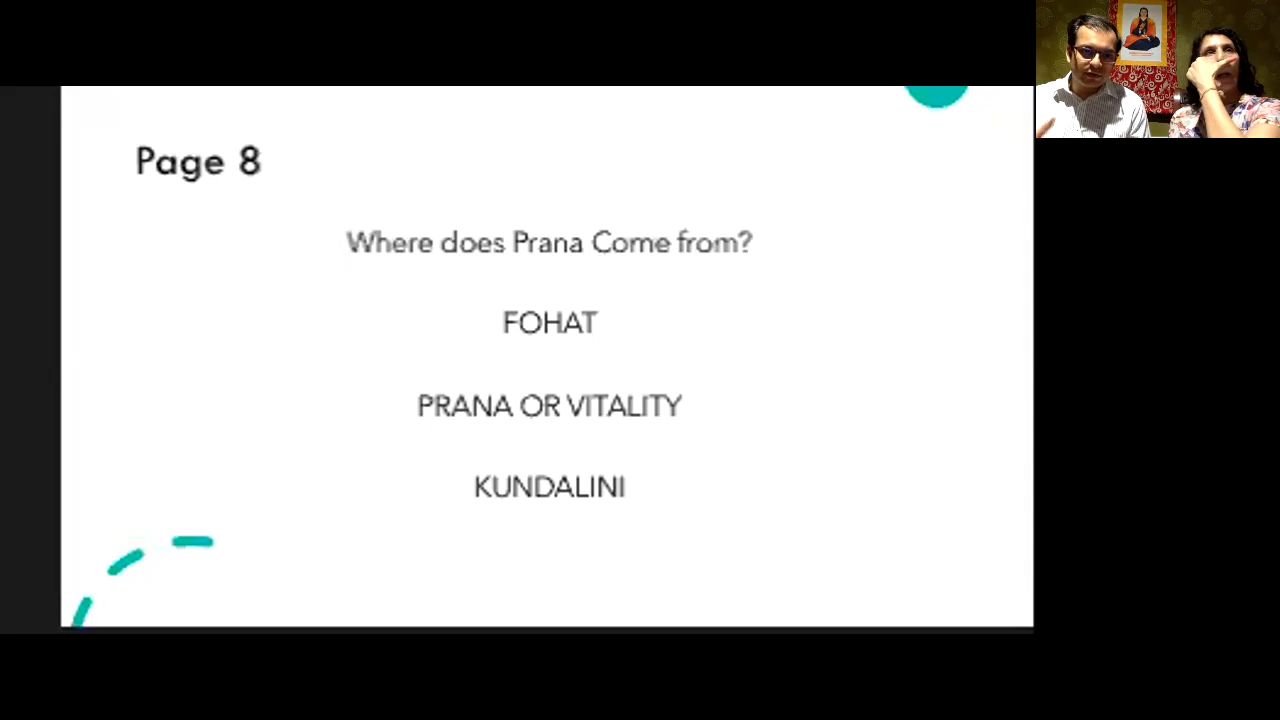 Page 8
Where does Prana Come from?
FOHAT
PRANA OR VITALITY
KUNDALINI